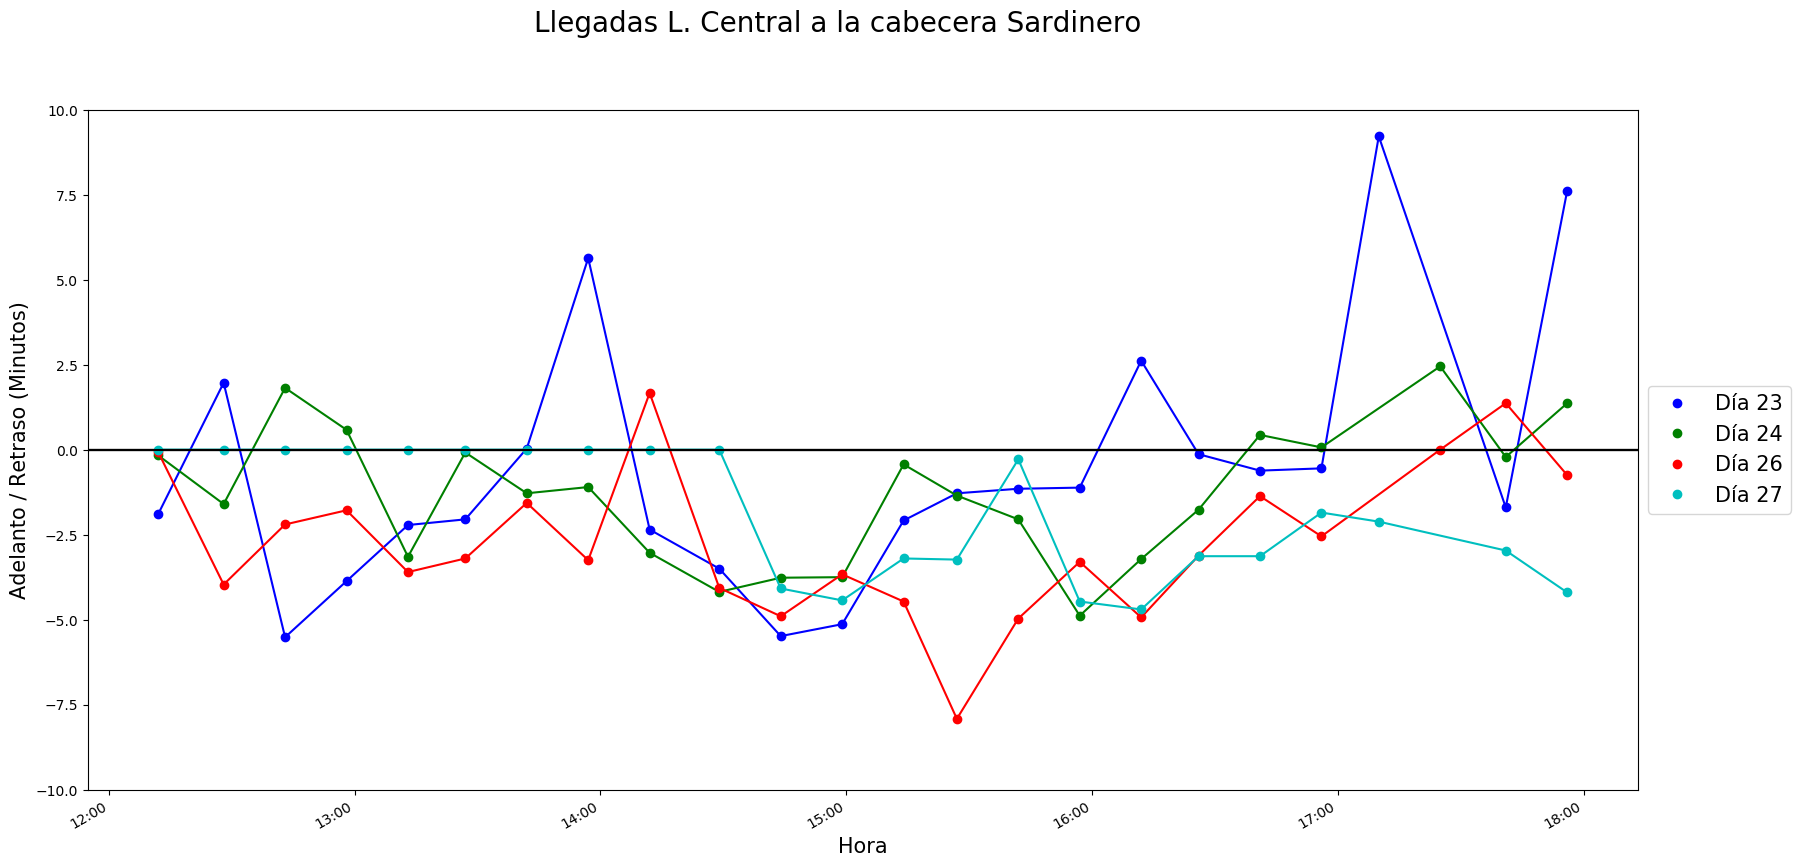 Llegadas L. Central a la cabecera Sardinero
Adelanto / Retraso (Minutos)
10.0
7.5
5.0
2.5
0.0
−2.5
−5.0
−7.5
−10.0
12:00
13:00
14:00
15:00
16:00
17:00
18:00
Hora
Día 23
Día 24
Día 26
Día 27